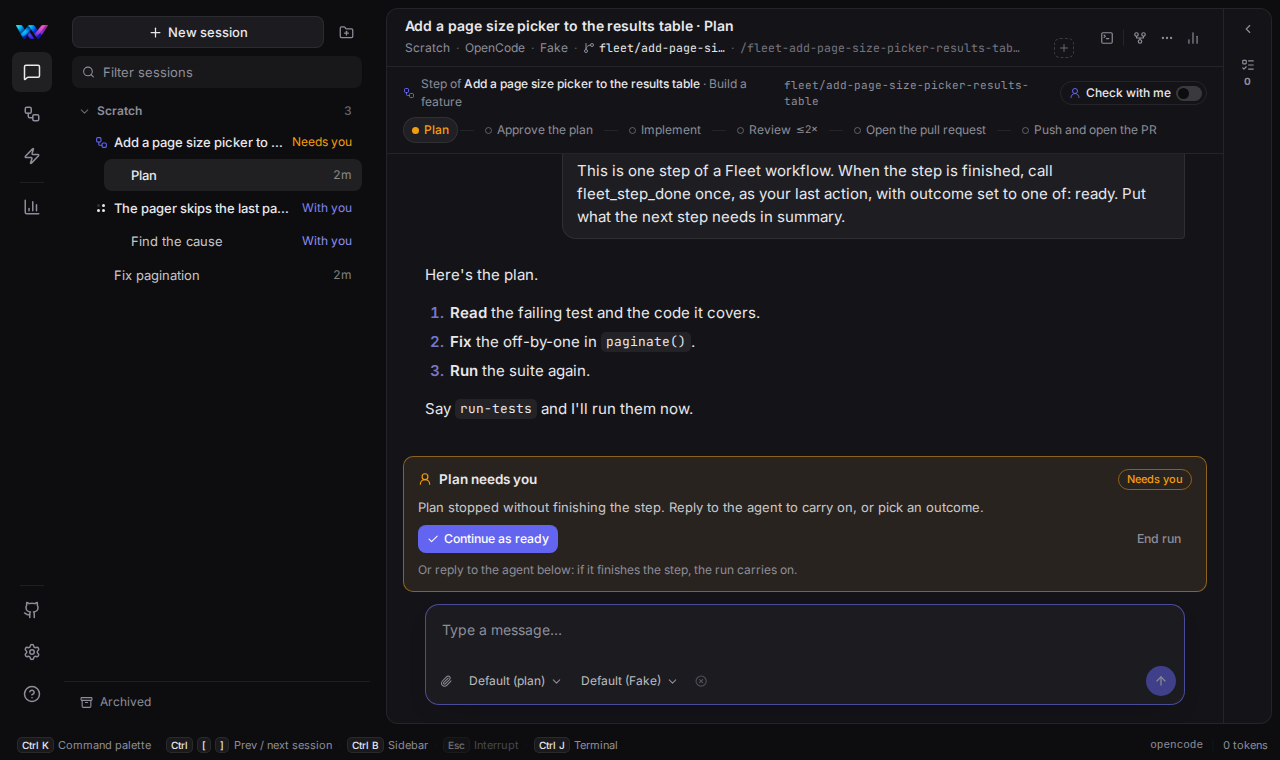 New session
Filter sessions
Scratch 3
Add a page size picker to ... Needs you
Plan 2m
The pager skips the last pa... With you
Find the cause With you
Fix pagination 2m
Archived
Add a page size picker to the results table · Plan
Scratch · OpenCode · Fake · fleet/add-page-si... · /fleet-add-page-size-picker-results-tab...
Step of Add a page size picker to the results table · Build a feature
fleet/add-page-size-picker-results-table
Check with me
Plan Approve the plan Implement Review ≤2× Open the pull request Push and open the PR
0
This is one step of a Fleet workflow. When the step is finished, call
fleet_step_done once, as your last action, with outcome set to one of: ready. Put
what the next step needs in summary.
Here's the plan.
1. Read the failing test and the code it covers.
2. Fix the off-by-one in paginate().
3. Run the suite again.
Say run-tests and I'll run them now.
Plan needs you Needs you
Plan stopped without finishing the step. Reply to the agent to carry on, or pick an outcome.
Continue as ready End run
Or reply to the agent below: if it finishes the step, the run carries on.
Type a message...
Default (plan) Default (Fake)
Ctrl K Command palette Ctrl [ ] Prev / next session Ctrl B Sidebar Esc Interrupt Ctrl J Terminal opencode 0 tokens